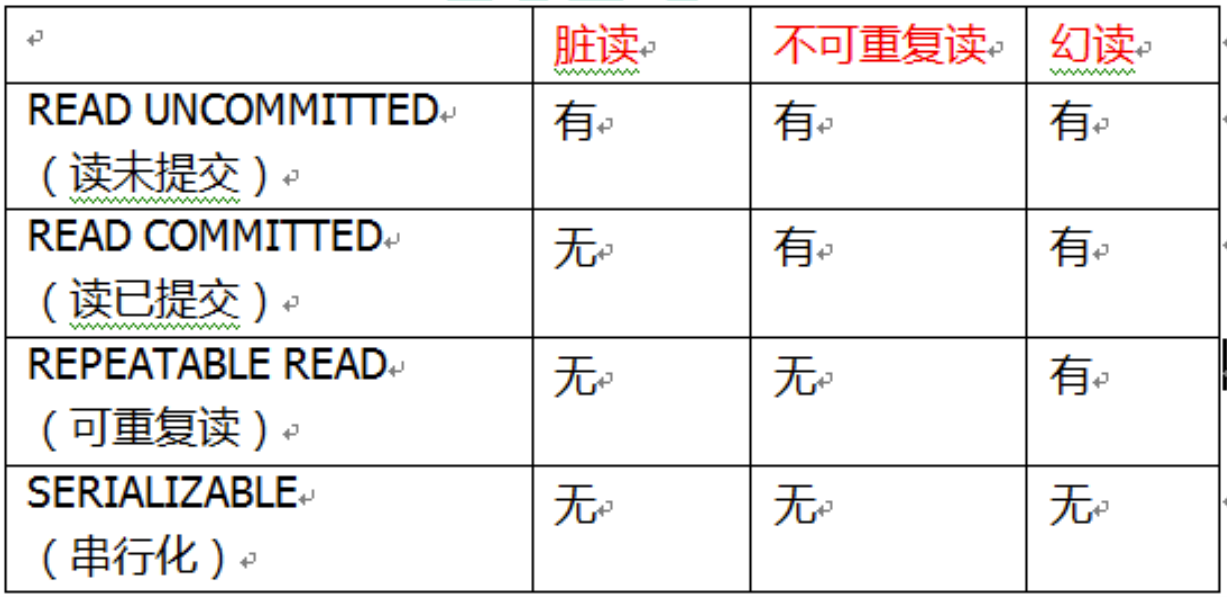 脏读 不可重复读 幻读
READ UNCOMMITTED 有 有 有
（读未提交）
READ COMMITTED 无 有 有
（读已提交）
REPEATABLE READ 无 无 有
（可重复读）
SERIALIZABLE 无 无 无
（串行化）